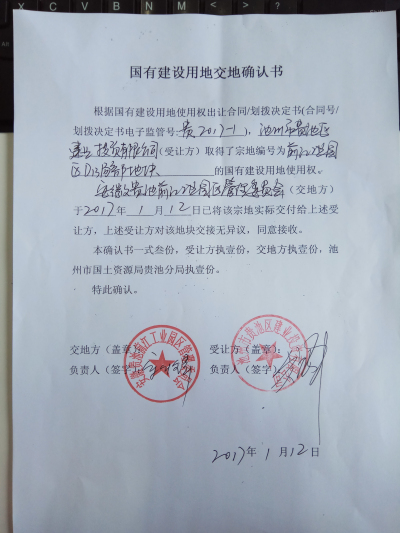 国有建设用地交地确认书
根据国有建设用地使用权出让合同/划拨决定书(合同号/
划拨决定书电子监管号:贵2017-1),池州市贵池区
建业投资有限公司(受让方)取得了宗地编号为前江工业园
区D13局部地块的国有建设用地使用权。
安徽贵池前江工业园区管理委员会(交地方)
于2017年1月12日已将该宗地实际交付给上述受
让方,上述受让方对该地块交接无异议,同意接收。
本确认书一式叁份,受让方执壹份,交地方执壹份,池
州市国土资源局贵池分局执壹份。
特此确认。
交地方(盖章): 受让方(盖章):
负责人(签字): 负责人(签字):
2017年1月12日